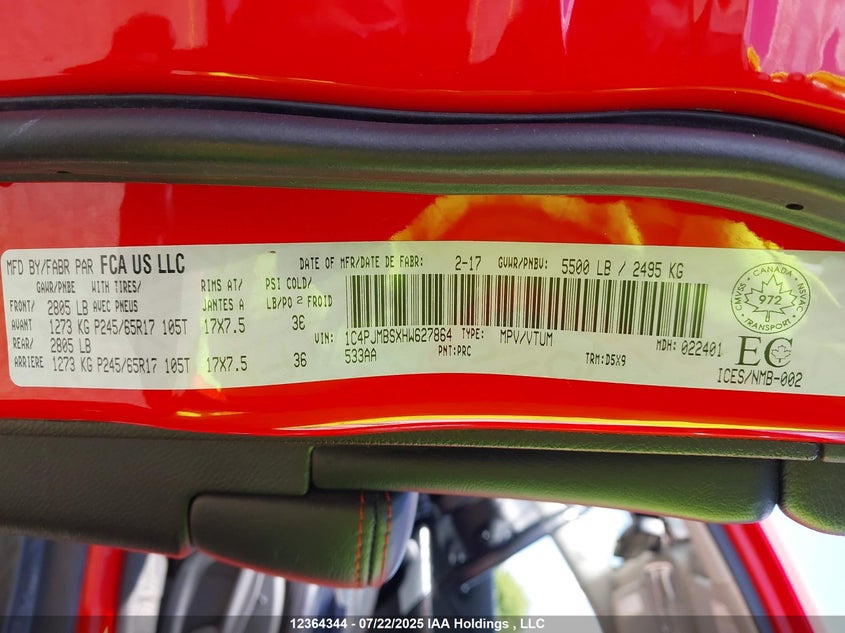 MFD BY/FABR PAR FCA US LLC
DATE OF MFR/DATE DE FABR: 2-17 GVWR/PNBV: 5500 LB / 2495 KG
GAWR/PNBE WITH TIRES/ RIMS AT/ PSI COLD/
FRONT/ 2805 LB AVEC PNEUS JANTES A LB/PO 2 FROID
AVANT 1273 KG P245/65R17 105T 17X7.5 36
REAR/ 2805 LB
ARRIERE 1273 KG P245/65R17 105T 17X7.5 36
VIN: 1C4PJMBSXHW627864 TYPE: MPV/VTUM MDH: 022401
533AA PNT:PRC TRM:D5X9
CMVSS - CANADA - NSVAC
972
TRANSPORT
EC
ICES/NMB-002
12364344 - 07/22/2025 IAA Holdings , LLC